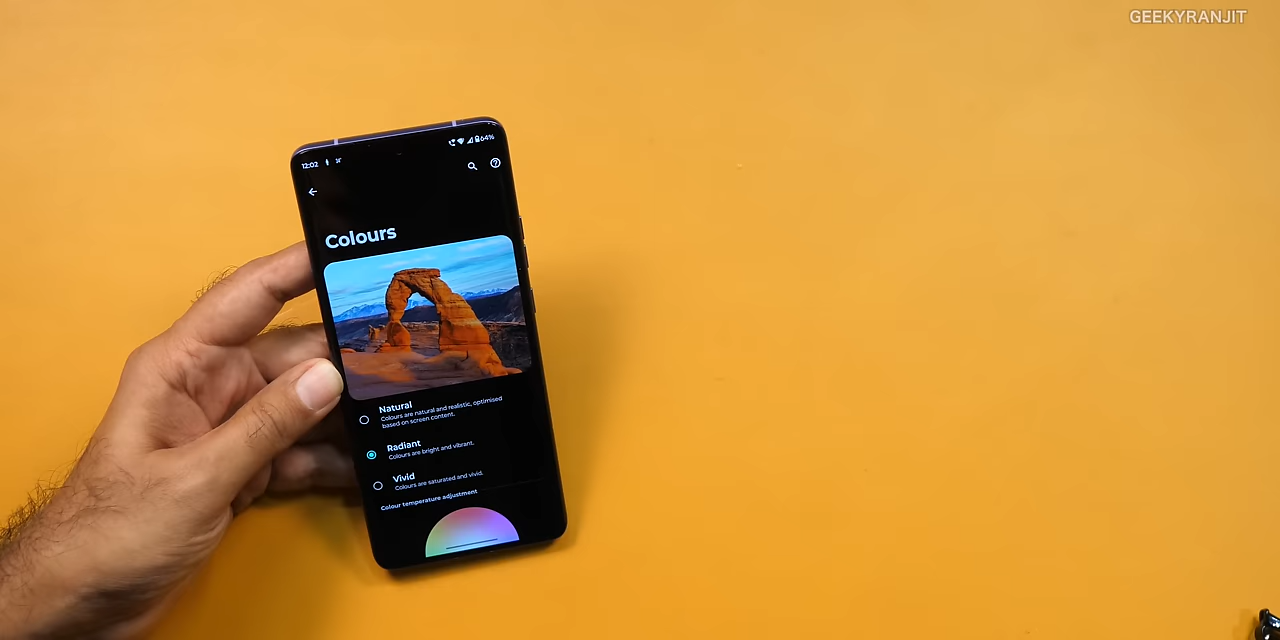 GEEKYRANJIT
12:02
64%
Colours
Natural
Colours are natural and realistic, optimised
based on screen content.
Radiant
Colours are bright and vibrant.
Vivid
Colours are saturated and vivid.
Colour temperature adjustment